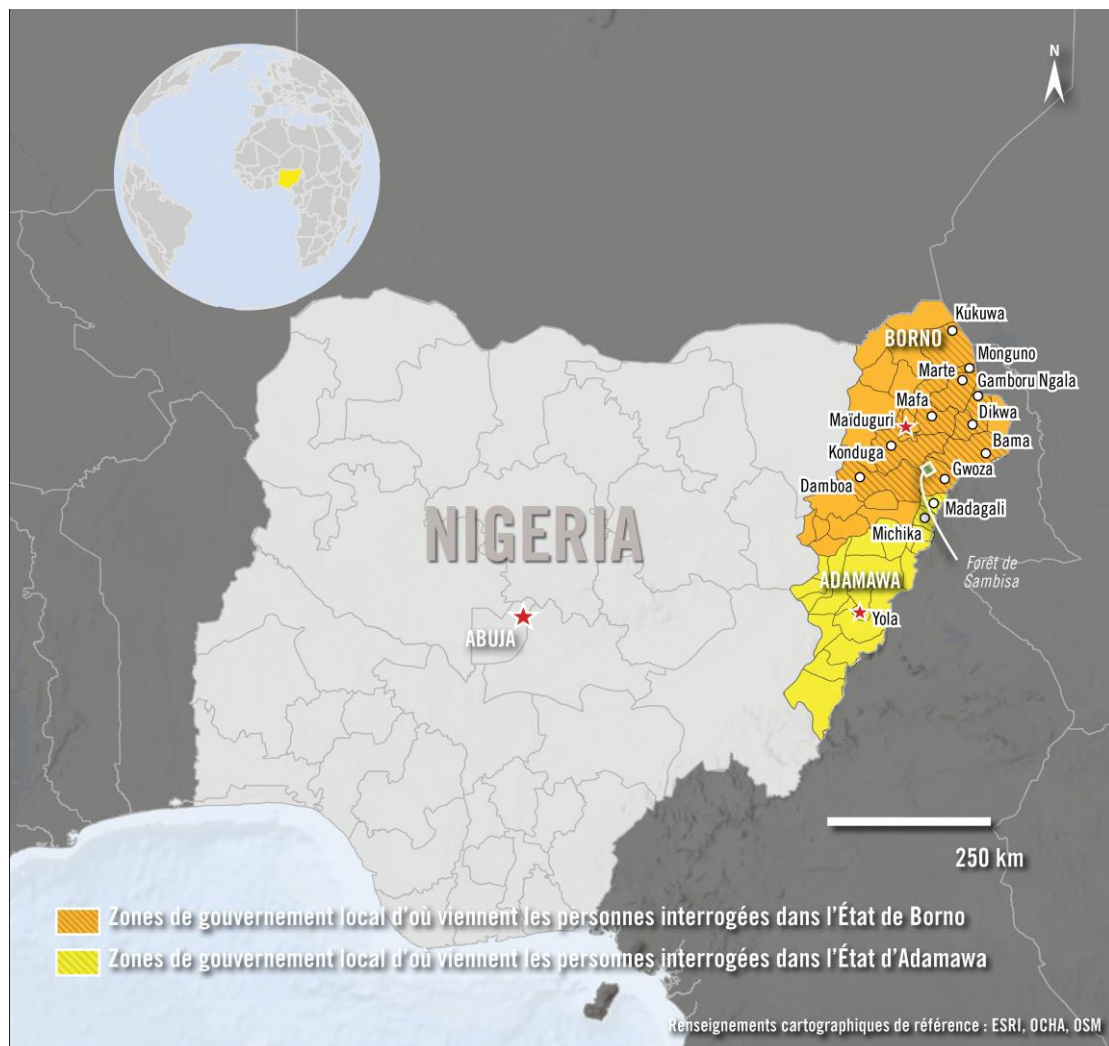 N
Kukuwa
BORNO
Monguno
Marte
Gamboru Ngala
Mafa
Dikwa
Maïduguri
Bama
Konduga
Gwoza
Damboa
Madagali
NIGERIA
Michika
Forêt de
Sambisa
ADAMAWA
Yola
ABUJA
250 km
Zones de gouvernement local d'où viennent les personnes interrogées dans l'État de Borno
Zones de gouvernement local d'où viennent les personnes interrogées dans l'État d'Adamawa
Renseignements cartographiques de référence : ESRI, OCHA, OSM